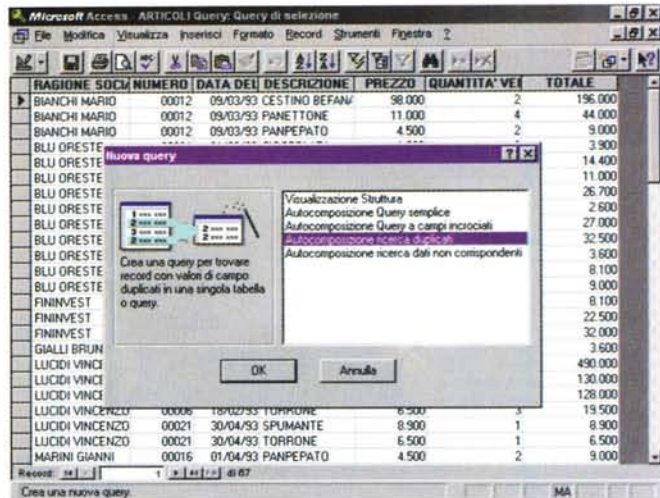 Microsoft Access - ARTICOLI Query: Query di selezione
File Modifica Visualizza Inserisci Formato Record Strumenti Finestra ?
RAGIONE SOCIA NUMERO DATA DEL DESCRIZIONE PREZZO QUANTITA' VEI TOTALE
BIANCHI MARIO 00012 09/03/93 CESTINO BEFANA 98.000 2 196.000
BIANCHI MARIO 00012 09/03/93 PANETTONE 11.000 4 44.000
BIANCHI MARIO 00012 09/03/93 PANPEPATO 4.500 2 9.000
BLU ORESTE 3.900
BLU ORESTE 14.400
BLU ORESTE 11.000
BLU ORESTE 26.700
BLU ORESTE 2.600
BLU ORESTE 27.000
BLU ORESTE 32.500
BLU ORESTE 3.600
BLU ORESTE 8.100
BLU ORESTE 9.000
FININVEST 8.100
FININVEST 22.500
FININVEST 32.000
GIALLI BRUN 3.600
LUCIDI VINCE 490.000
LUCIDI VINCE 130.000
LUCIDI VINCE 128.000
LUCIDI VINCENZO 00006 18/02/93 TORRONE 6.500 3 19.500
LUCIDI VINCENZO 00021 30/04/93 SPUMANTE 8.900 1 8.900
LUCIDI VINCENZO 00021 30/04/93 TORRONE 6.500 1 6.500
MARINI GIANNI 00016 01/04/93 PANPEPATO 4.500 2 9.000
Nuova query
Crea una query per trovare
record con valori di campo
duplicati in una singola tabella
o query.
Visualizzazione Struttura
Autocomposizione Query semplice
Autocomposizione Query a campi incrociati
Autocomposizione ricerca duplicati
Autocomposizione ricerca dati non corrispondenti
OK Annulla
Record: 1 di 67
Crea una nuova query. MA